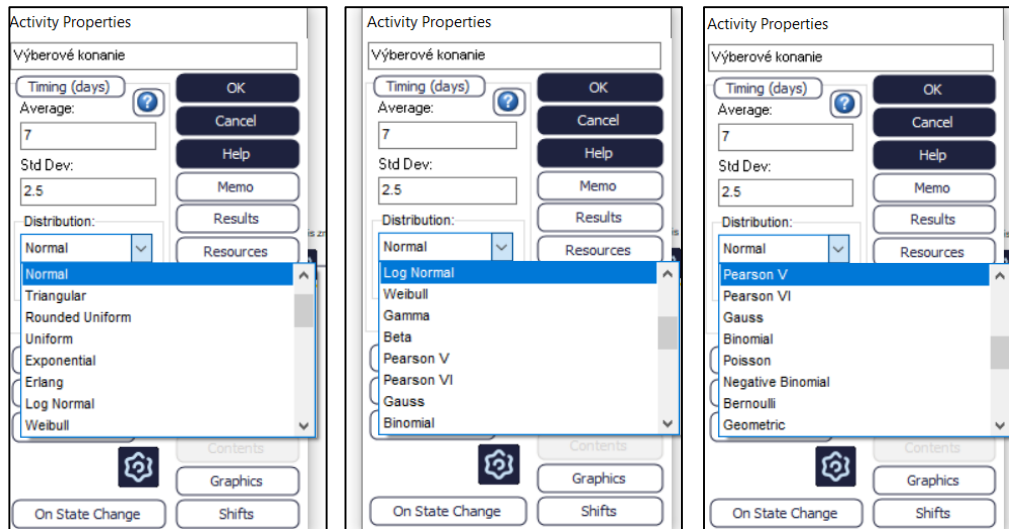 Activity Properties
Výberové konanie
Timing (days)
OK
Average:
Cancel
7
Help
Std Dev:
2.5
Memo
Distribution:
Results
Normal
Resources
Normal
Triangular
Rounded Uniform
Uniform
Exponential
Erlang
Log Normal
Weibull
Contents
Graphics
On State Change
Shifts
Activity Properties
Výberové konanie
Timing (days)
OK
Average:
Cancel
7
Help
Std Dev:
2.5
Memo
Distribution:
Results
Normal
Resources
Log Normal
Weibull
Gamma
Beta
Pearson V
Pearson VI
Gauss
Binomial
Contents
Graphics
On State Change
Shifts
Activity Properties
Výberové konanie
Timing (days)
OK
Average:
Cancel
7
Help
Std Dev:
2.5
Memo
Distribution:
Results
Normal
Resources
Pearson V
Pearson VI
Gauss
Binomial
Poisson
Negative Binomial
Bernoulli
Geometric
Contents
Graphics
On State Change
Shifts